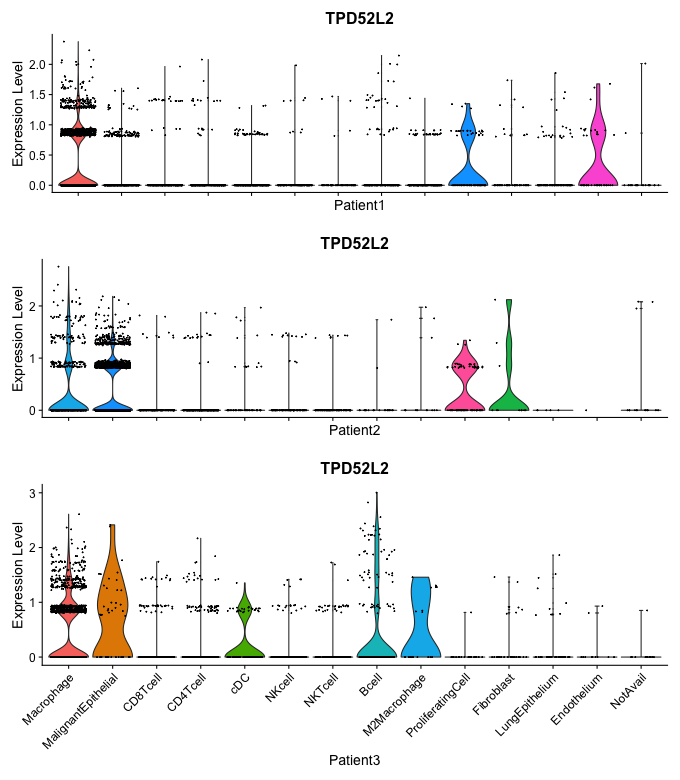 TPD52L2
Expression Level
2.0
1.5
1.0
0.5
0.0
Patient1
TPD52L2
Expression Level
2
1
0
Patient2
TPD52L2
Expression Level
3
2
1
0
Macrophage
MalignantEpithelial
CD8Tcell
CD4Tcell
cDC
NKcell
NKTcell
Bcell
M2Macrophage
ProliferatingCell
Fibroblast
LungEpithelium
Endothelium
NotAvail
Patient3